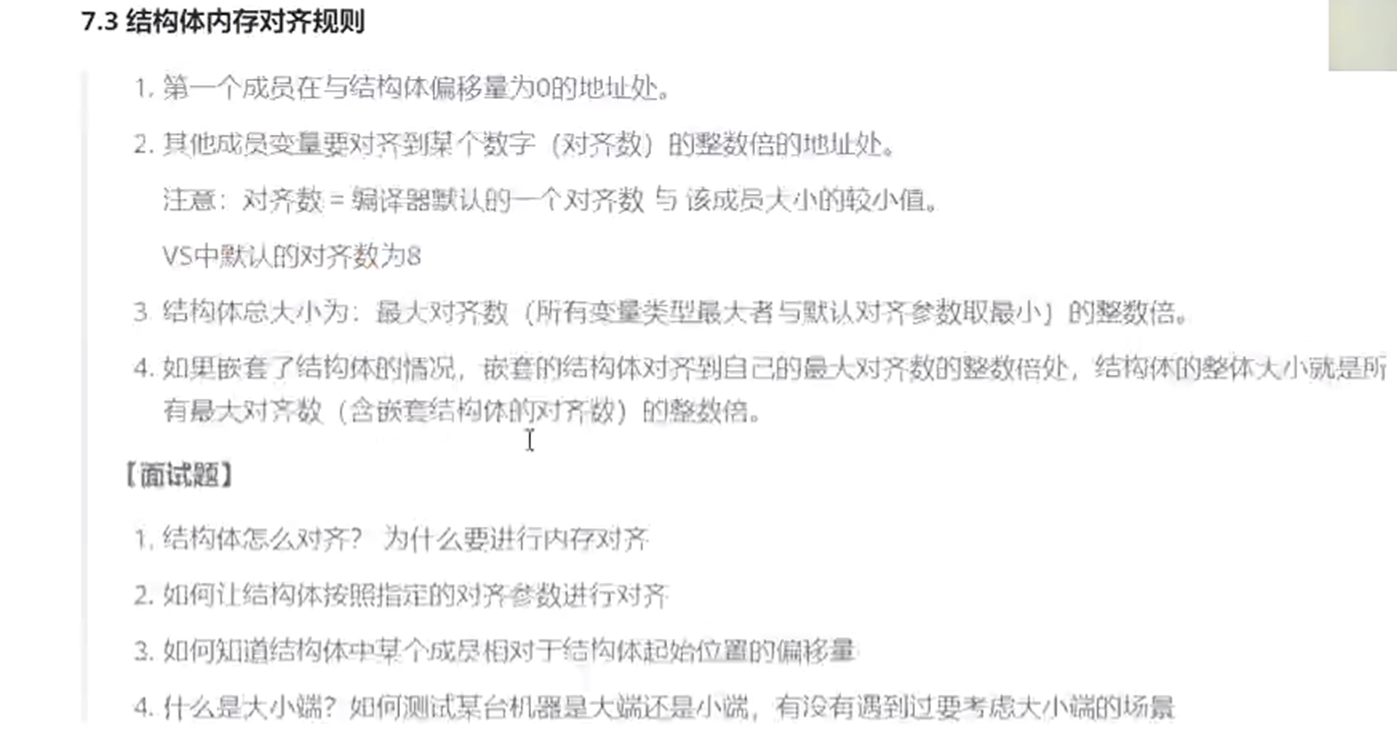 7.3 结构体内存对齐规则
1. 第一个成员在与结构体偏移量为0的地址处。
2. 其他成员变量要对齐到某个数字（对齐数）的整数倍的地址处。
注意：对齐数 = 编译器默认的一个对齐数 与 该成员大小的较小值。
VS中默认的对齐数为8
3. 结构体总大小为：最大对齐数（所有变量类型最大者与默认对齐参数取最小）的整数倍。
4. 如果嵌套了结构体的情况，嵌套的结构体对齐到自己的最大对齐数的整数倍处，结构体的整体大小就是所
有最大对齐数（含嵌套结构体的对齐数）的整数倍。
【面试题】
1. 结构体怎么对齐？ 为什么要进行内存对齐
2. 如何让结构体按照指定的对齐参数进行对齐
3. 如何知道结构体中某个成员相对于结构体起始位置的偏移量
4. 什么是大小端？如何测试某台机器是大端还是小端，有没有遇到过要考虑大小端的场景